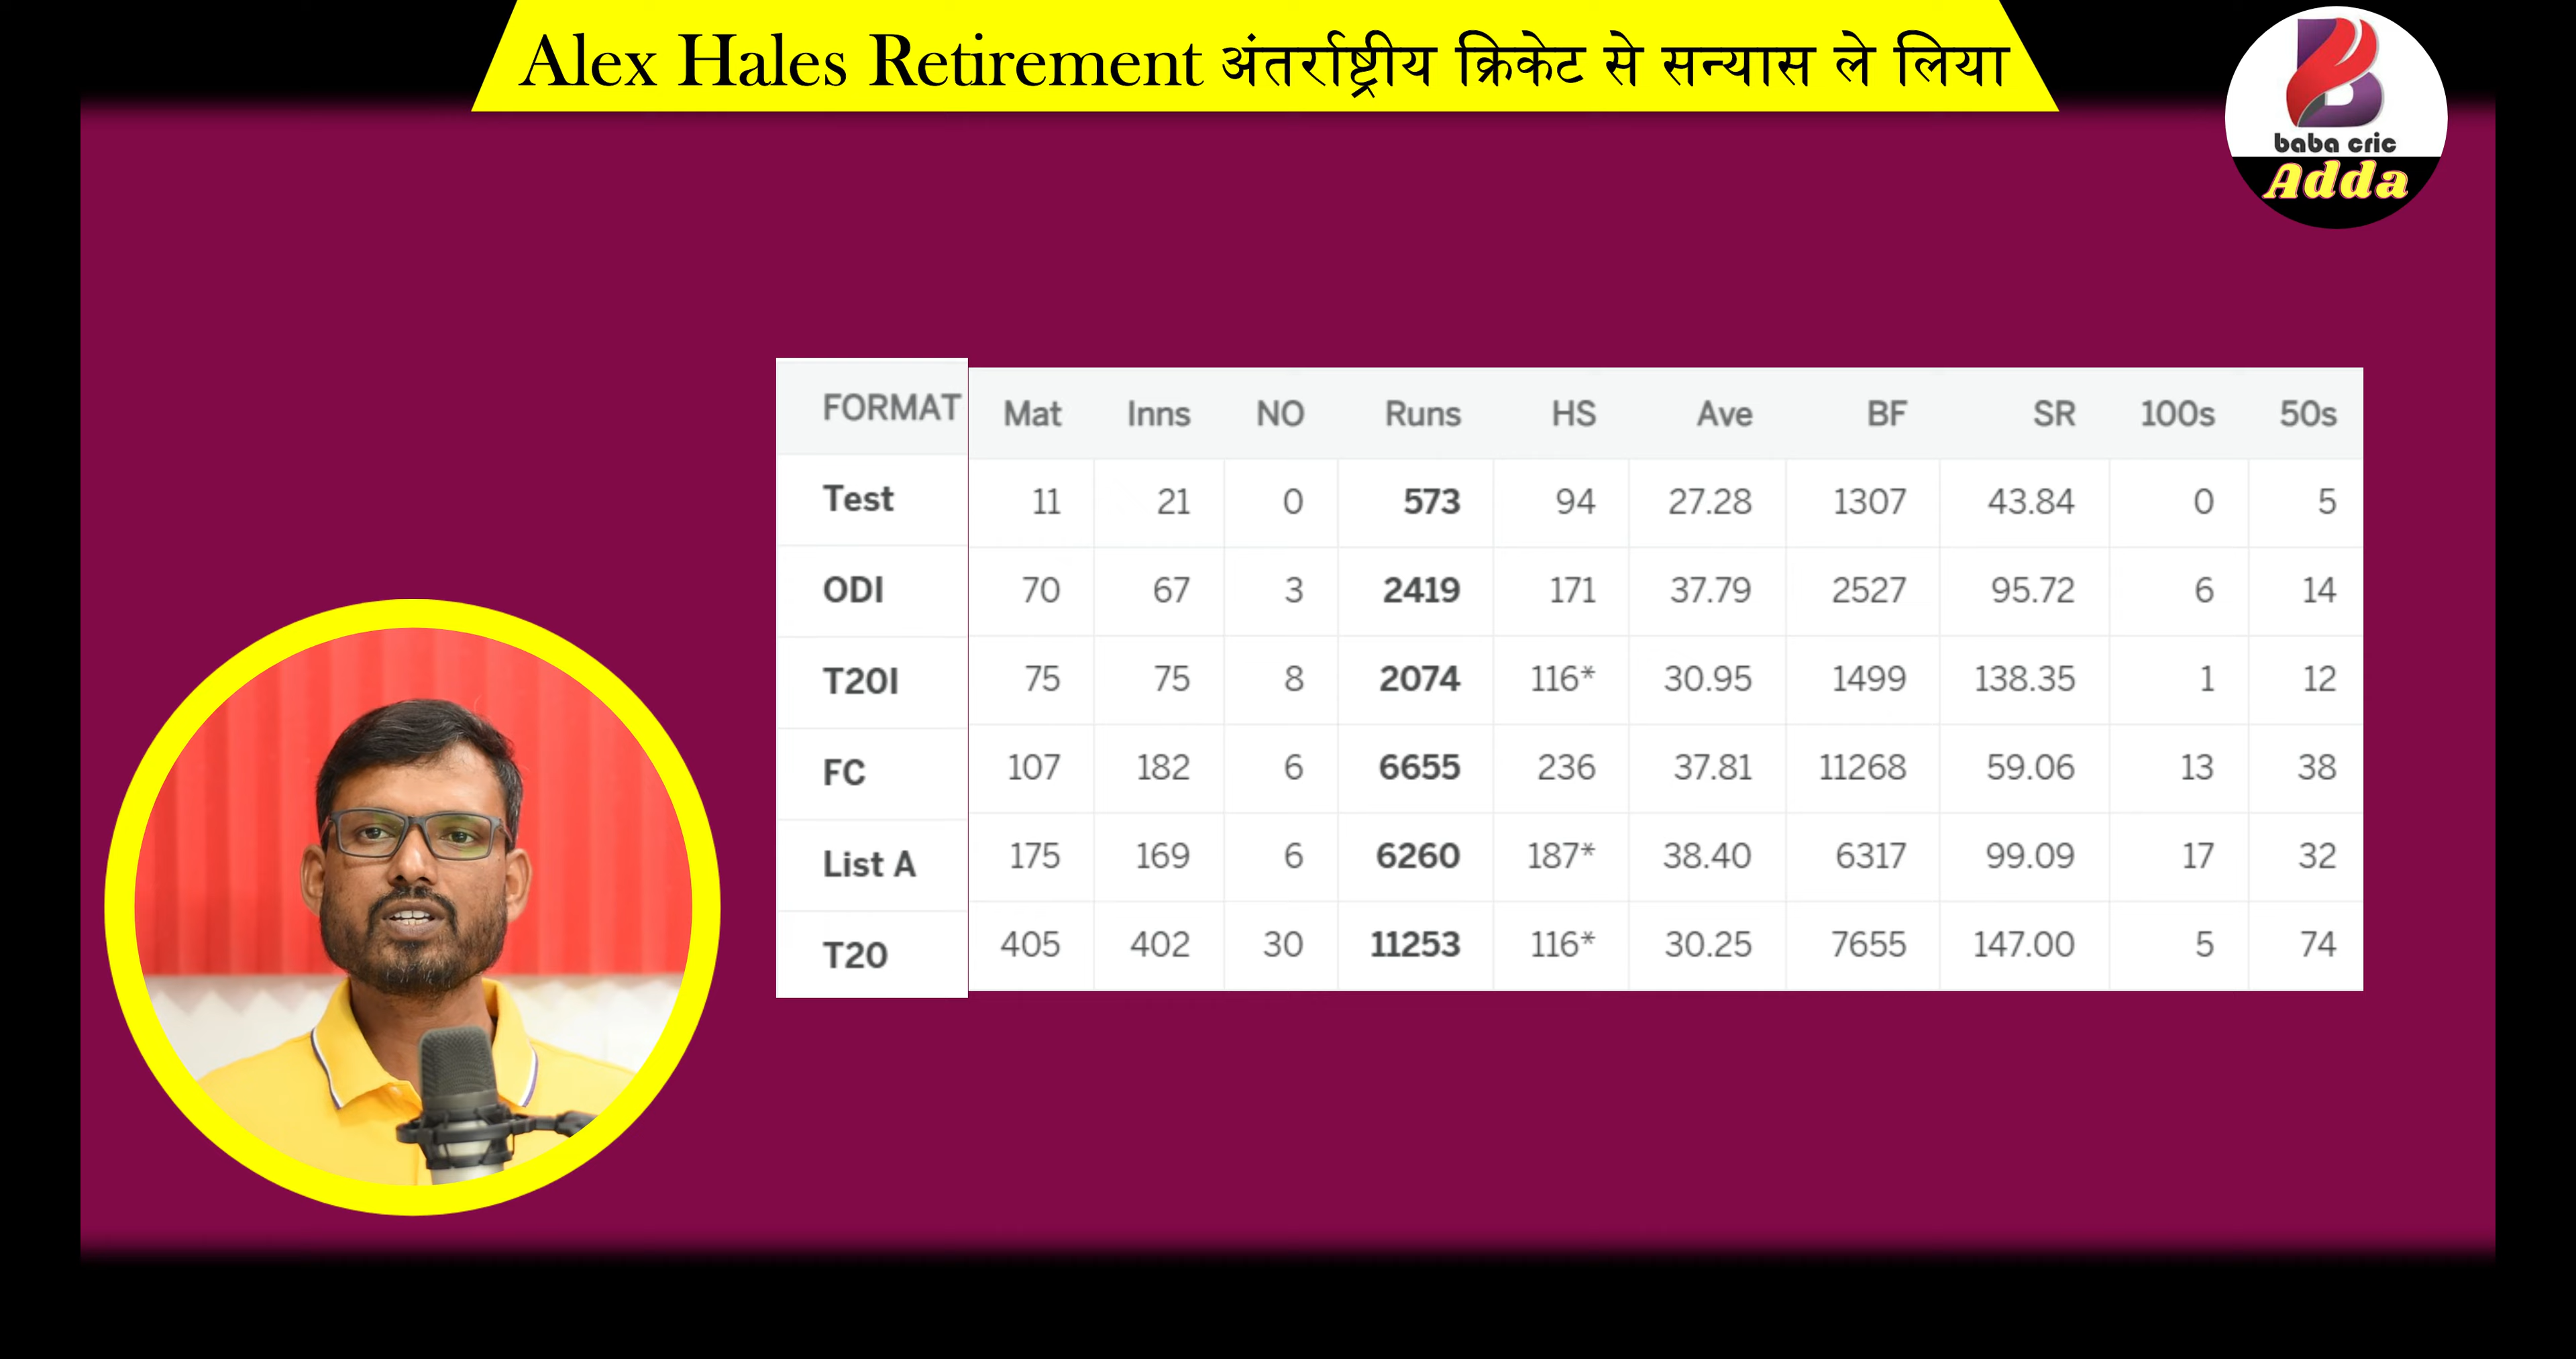 Alex Hales Retirement अंतर्राष्ट्रीय क्रिकेट से सन्यास ले लिया
baba cric
Adda
FORMAT Mat Inns NO Runs HS Ave BF SR 100s 50s
Test 11 21 0 573 94 27.28 1307 43.84 0 5
ODI 70 67 3 2419 171 37.79 2527 95.72 6 14
T20I 75 75 8 2074 116* 30.95 1499 138.35 1 12
FC 107 182 6 6655 236 37.81 11268 59.06 13 38
List A 175 169 6 6260 187* 38.40 6317 99.09 17 32
T20 405 402 30 11253 116* 30.25 7655 147.00 5 74